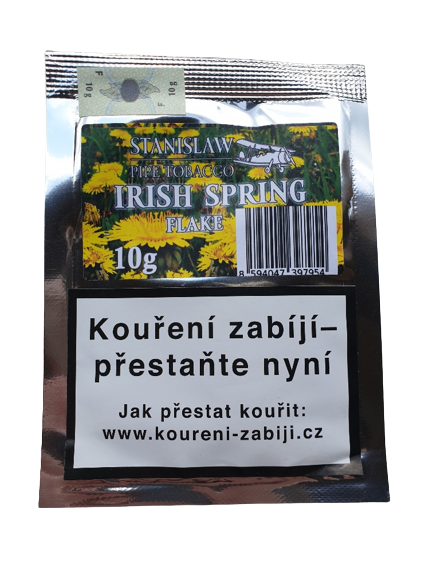 F 10 g
10 g F
STANISLAW
PIPE TOBACCO
IRISH SPRING
FLAKE
10g
8 594047 397954
Kouření zabíjí–
přestaňte nyní
Jak přestat kouřit:
www.koureni-zabiji.cz